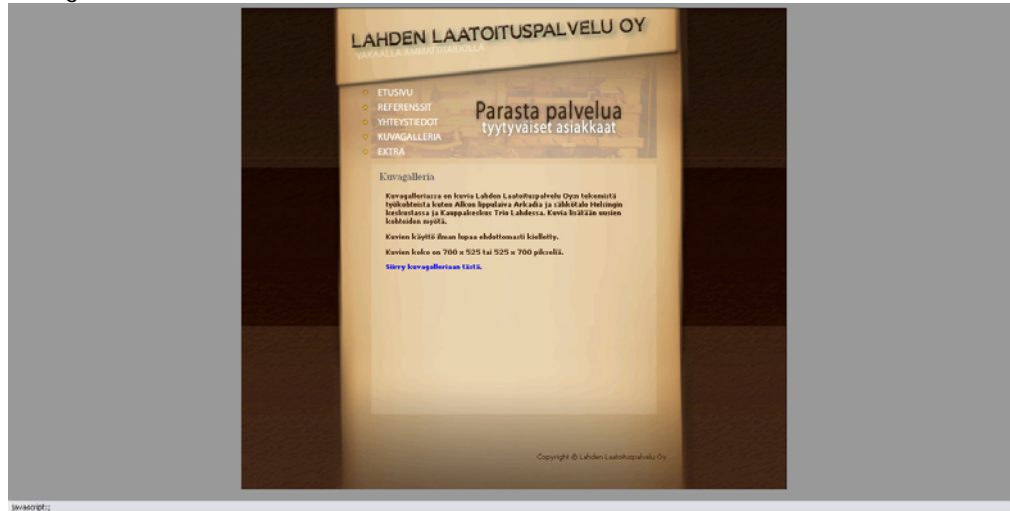 LAHDEN LAATOITUSPALVELU OY
VAKAALLA AMMATTITAIDOLLA
ETUSIVU
REFERENSSIT
YHTEYSTIEDOT
KUVAGALLERIA
EXTRA
Parasta palvelua
tyytyväiset asiakkaat
Kuvagalleria
Kuvagalleriassa on kuvia Lahden Laatoituspalvelu Oy:n tekemistä
työkohteista kuten Alkon lippulaiva Arkadia ja sähkötalo Helsingin
keskustassa ja Kauppakeskus Trio Lahdessa. Kuvia lisätään uusien
kohteiden myötä.
Kuvien käyttö ilman lupaa ehdottomasti kielletty.
Kuvien koko on 700 x 525 tai 525 x 700 pikseliä.
Siirry kuvagalleriaan tästä.
Copyright © Lahden Laatoituspalvelu Oy
javascript:;